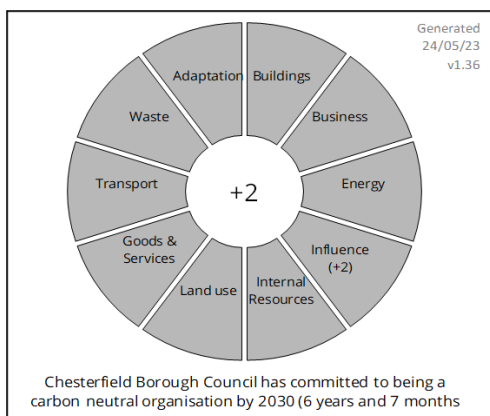 Generated
24/05/23
v1.36
Adaptation
Buildings
Waste
Business
Transport
+2
Energy
Goods &
Services
Influence
(+2)
Land use
Internal
Resources
Chesterfield Borough Council has committed to being a
carbon neutral organisation by 2030 (6 years and 7 months